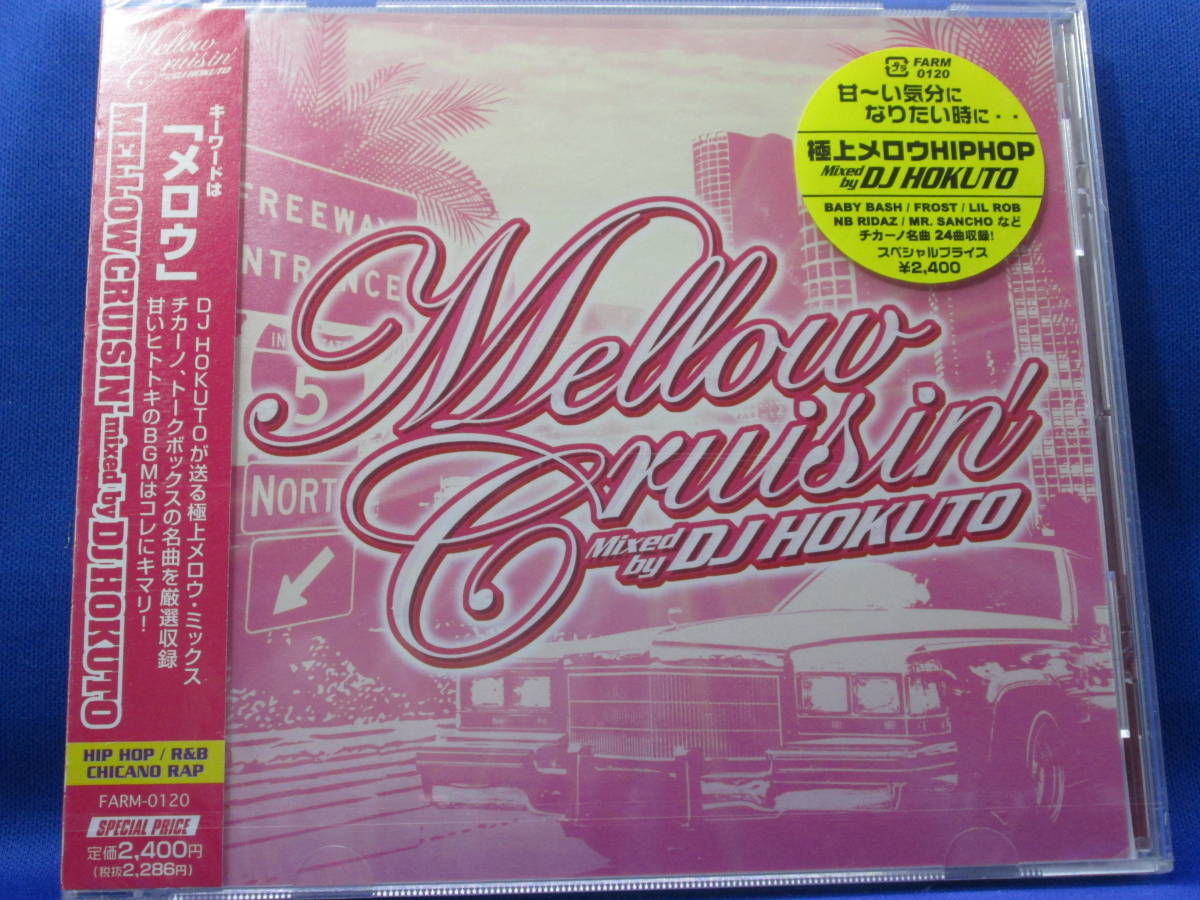 Mellow
Cruisin'
Mixed by DJ HOKUTO
キーワードは
「メロウ」
DJ HOKUTOが送る極上メロウ・ミックス
チカーノ、トークボックスの名曲を厳選収録
甘いヒトトキのBGMはコレにキマリ！
MELLOW CRUISIN' mixed by DJ HOKUTO
HIP HOP / R&B
CHICANO RAP
FARM-0120
SPECIAL PRICE
定価2,400円
(税抜2,286円)
FREEWAY
ENTRANCE
5
NORT
Mellow
Cruisin'
Mixed by DJ HOKUTO
プラ
FARM
0120
甘～い気分に
なりたい時に・・
極上メロウHIPHOP
Mixed by DJ HOKUTO
BABY BASH / FROST / LIL ROB
NB RIDAZ / MR. SANCHO など
チカーノ名曲 24曲収録!
スペシャルプライス
¥2,400